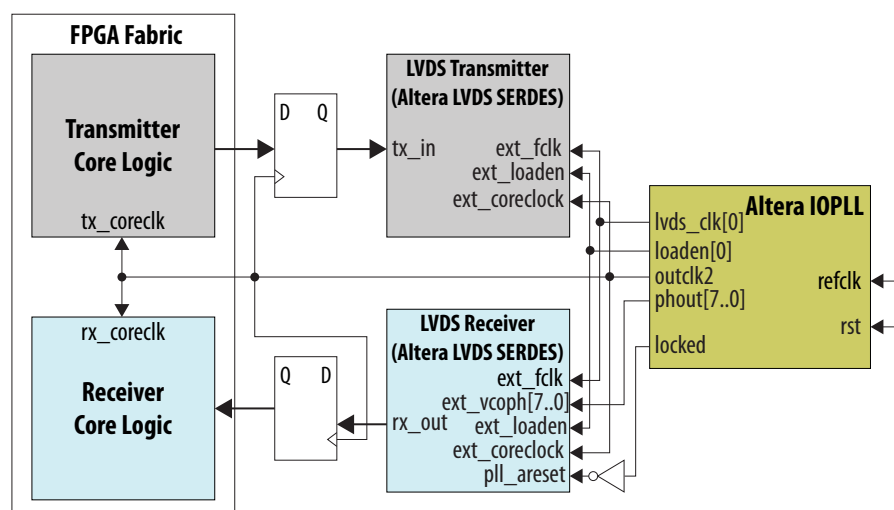 FPGA Fabric
Transmitter
Core Logic
tx_coreclk
D Q
LVDS Transmitter
(Altera LVDS SERDES)
tx_in
ext_fclk
ext_loaden
ext_coreclock
Altera IOPLL
lvds_clk[0]
loaden[0]
outclk2
phout[7..0]
locked
refclk
rst
rx_coreclk
Receiver
Core Logic
Q D
LVDS Receiver
(Altera LVDS SERDES)
ext_fclk
ext_vcoph[7..0]
rx_out
ext_loaden
ext_coreclock
pll_areset